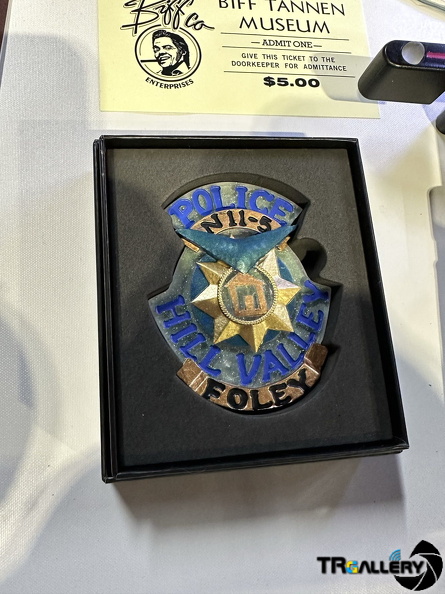 Biff Co
ENTERPRISES
BIFF TANNEN
MUSEUM
ADMIT ONE
GIVE THIS TICKET TO THE
DOORKEEPER FOR ADMITTANCE
$5.00
POLICE
N11-S
HILL VALLEY
FOLEY
TRGALLERY